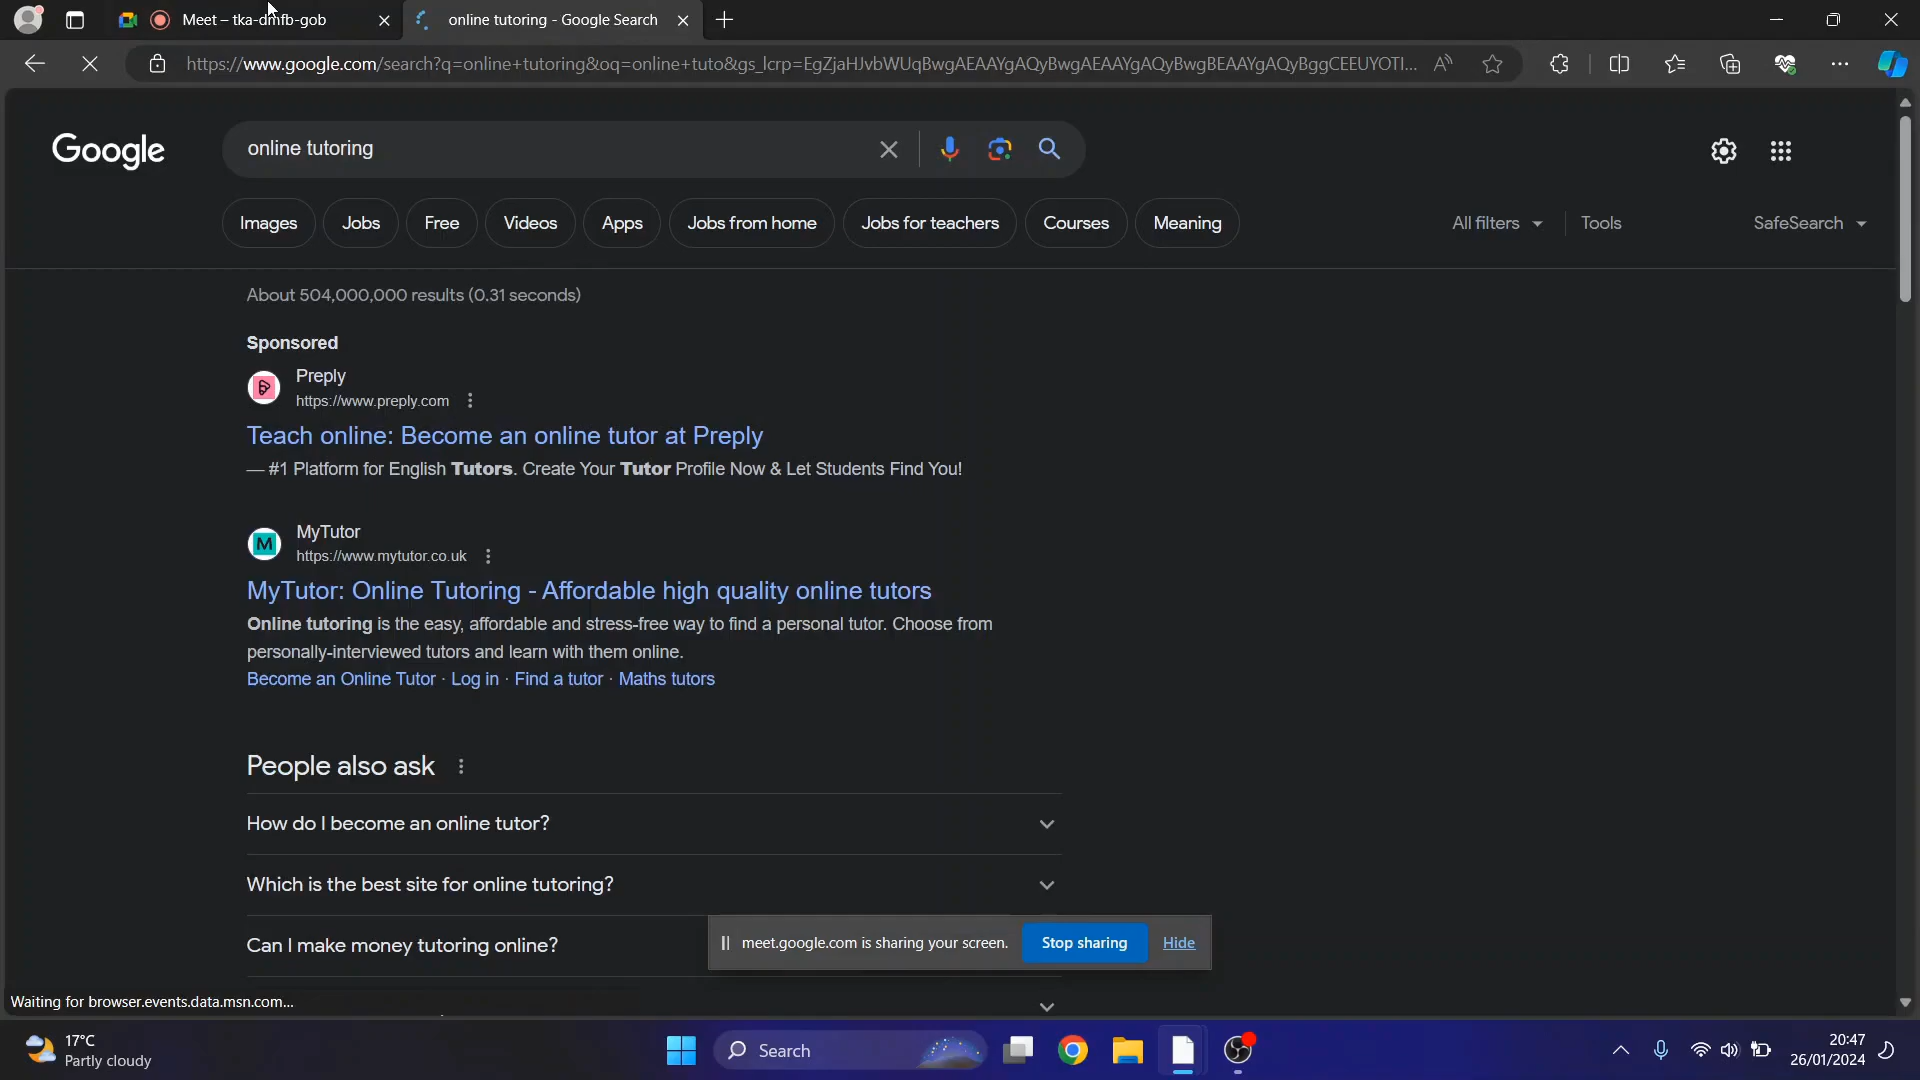 Meet – tka-dmfb-gob
online tutoring - Google Search
https://www.google.com/search?q=online+tutoring&oq=online+tuto&gs_lcrp=EgZjaHJvbWUqBwgAEAAYgAQyBwgAEAAYgAQyBwgBEAAYgAQyBggCEEUYOTI...
Google
online tutoring
Images
Jobs
Free
Videos
Apps
Jobs from home
Jobs for teachers
Courses
Meaning
All filters
Tools
SafeSearch
About 504,000,000 results (0.31 seconds)
Sponsored
Preply
https://www.preply.com
Teach online: Become an online tutor at Preply
— #1 Platform for English Tutors. Create Your Tutor Profile Now & Let Students Find You!
M
MyTutor
https://www.mytutor.co.uk
MyTutor: Online Tutoring - Affordable high quality online tutors
Online tutoring is the easy, affordable and stress-free way to find a personal tutor. Choose from
personally-interviewed tutors and learn with them online.
Become an Online Tutor · Log in · Find a tutor · Maths tutors
People also ask
How do I become an online tutor?
Which is the best site for online tutoring?
Can I make money tutoring online?
meet.google.com is sharing your screen.
Stop sharing
Hide
Waiting for browser.events.data.msn.com...
17°C
Partly cloudy
Search
20:47
26/01/2024